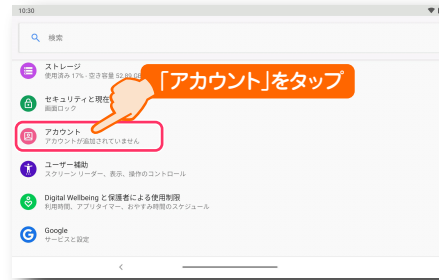 10:30
検索
ストレージ
使用済み 17% - 空き容量 52.89 GB
「アカウント」をタップ
セキュリティと現在
画面ロック
アカウント
アカウントが追加されていません
ユーザー補助
スクリーン リーダー、表示、操作のコントロール
Digital Wellbeing と保護者による使用制限
利用時間、アプリタイマー、おやすみ時間のスケジュール
Google
サービスと設定